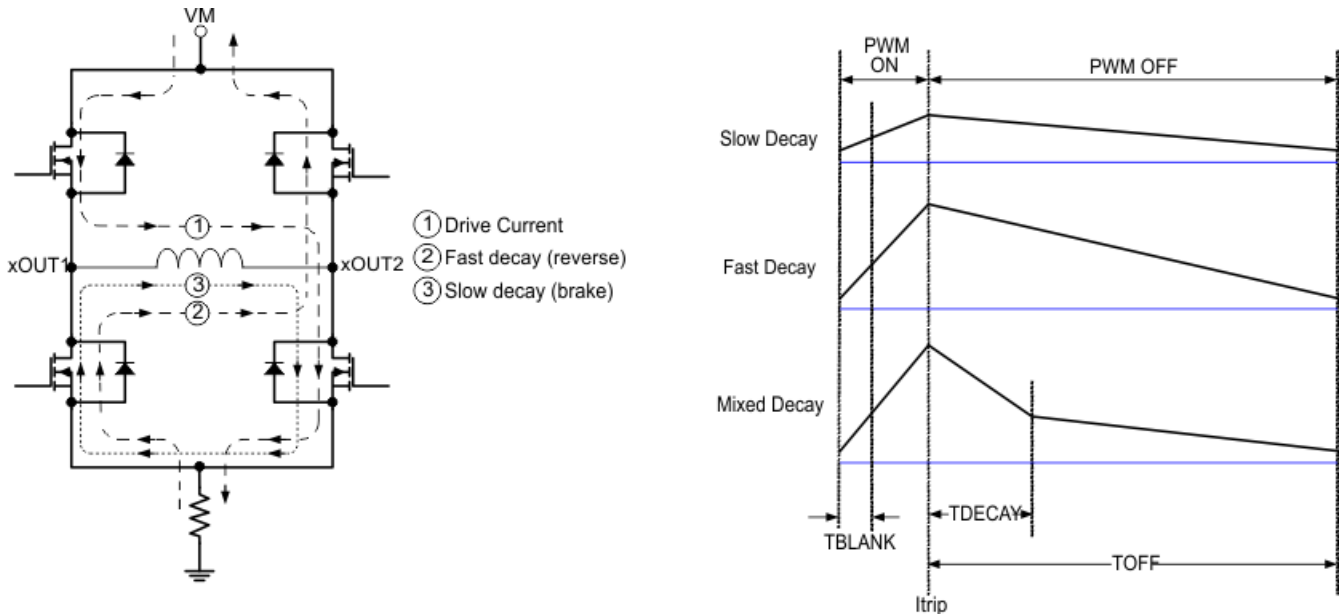 VM
xOUT1
xOUT2
1
3
2
1 Drive Current
2 Fast decay (reverse)
3 Slow decay (brake)
PWM
ON
PWM OFF
Slow Decay
Fast Decay
Mixed Decay
TDECAY
TBLANK
TOFF
Itrip